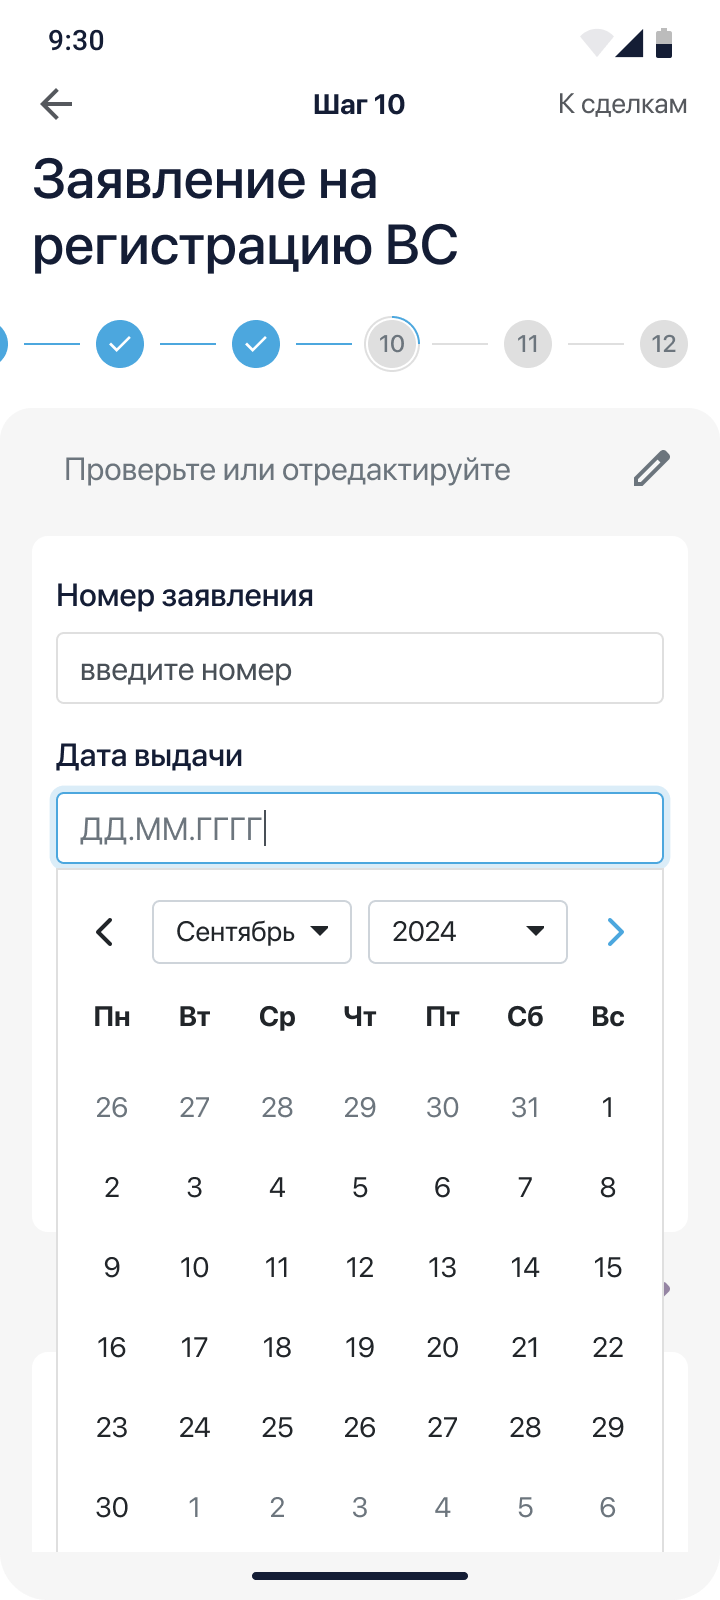 9:30
Шаг 10
К сделкам
Заявление на
регистрацию ВС
10 11 12
Проверьте или отредактируйте
Номер заявления
введите номер
Дата выдачи
ДД.ММ.ГГГГ
Сентябрь 2024
Пн Вт Ср Чт Пт Сб Вс
26 27 28 29 30 31 1
2 3 4 5 6 7 8
9 10 11 12 13 14 15
16 17 18 19 20 21 22
23 24 25 26 27 28 29
30 1 2 3 4 5 6